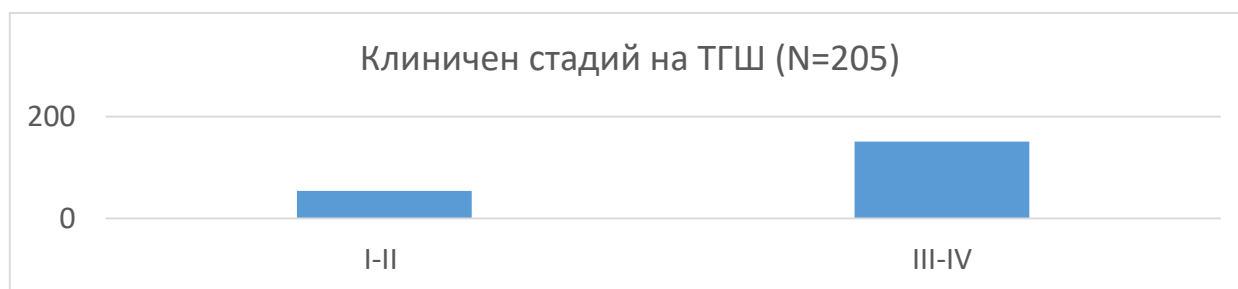 Клиничен стадий на ТГШ (N=205)
200
0
I-II
III-IV